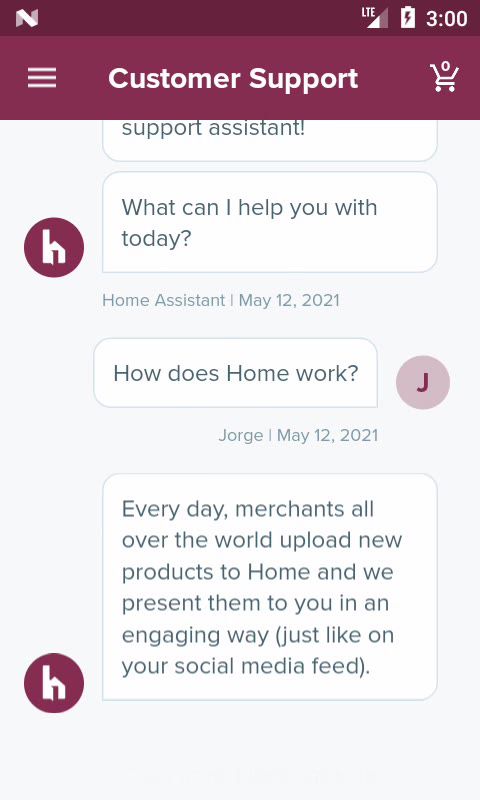 LTE
3:00
Customer Support
0
support assistant!
What can I help you with
today?
h
Home Assistant | May 12, 2021
How does Home work?
J
Jorge | May 12, 2021
Every day, merchants all
over the world upload new
products to Home and we
present them to you in an
engaging way (just like on
your social media feed).
h